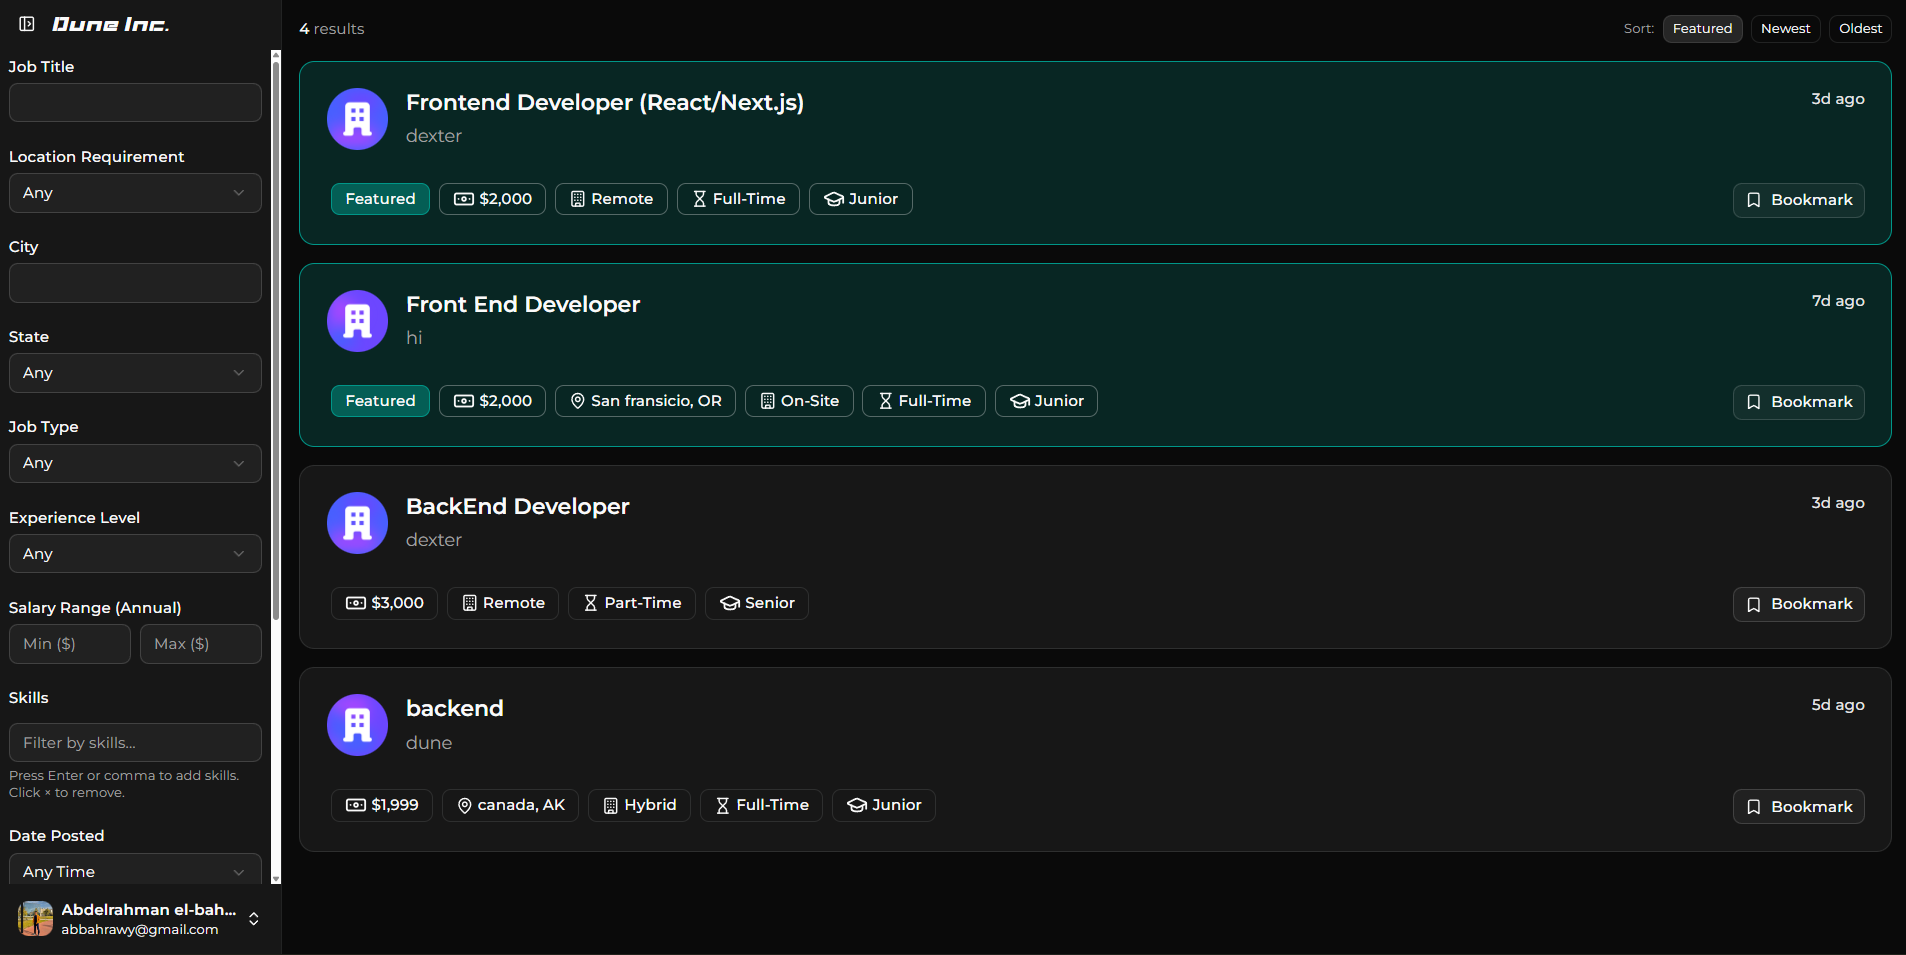 Dune Inc.
Job Title
Location Requirement
Any
City
State
Any
Job Type
Any
Experience Level
Any
Salary Range (Annual)
Min ($) Max ($)
Skills
Filter by skills...
Press Enter or comma to add skills.
Click × to remove.
Date Posted
Any Time
Abdelrahman el-bah...
abbahrawy@gmail.com
4 results
Sort: Featured Newest Oldest
Frontend Developer (React/Next.js)
3d ago
dexter
Featured $2,000 Remote Full-Time Junior
Bookmark
Front End Developer
7d ago
hi
Featured $2,000 San fransicio, OR On-Site Full-Time Junior
Bookmark
BackEnd Developer
3d ago
dexter
$3,000 Remote Part-Time Senior
Bookmark
backend
5d ago
dune
$1,999 canada, AK Hybrid Full-Time Junior
Bookmark